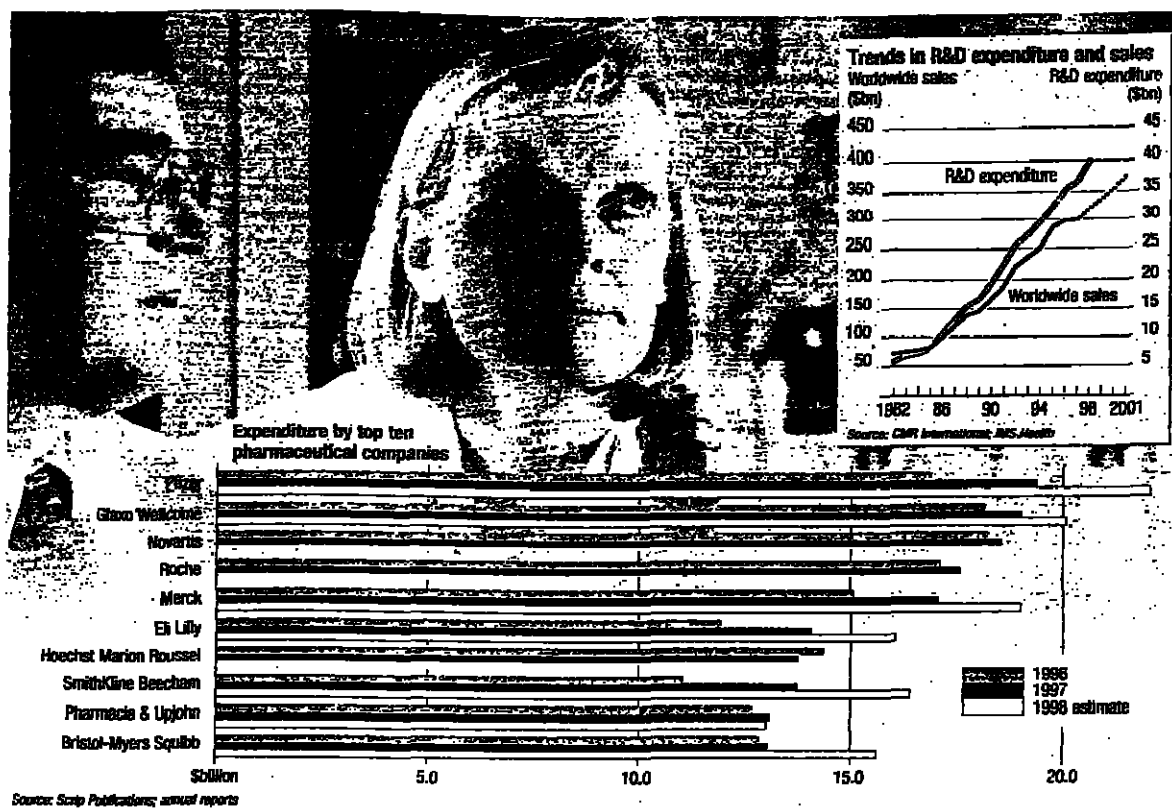 Trends in R&D expenditure and sales
Worldwide sales R&D expenditure
($bn) ($bn)
450 45
400 40
R&D expenditure
350 35
300 30
250 25
200 20
Worldwide sales
150 15
100 10
50 5
1982 86 90 94 98 2001
Source: CMR International; IMS Health
Expenditure by top ten
pharmaceutical companies
Pfizer
Glaxo Wellcome
Novartis
Roche
Merck
Eli Lilly
Hoechst Marion Roussel
SmithKline Beecham
Pharmacia & Upjohn
Bristol-Myers Squibb
1996
1997
1998 estimate
$billion 5.0 10.0 15.0 20.0
Source: Scrip Publications; annual reports